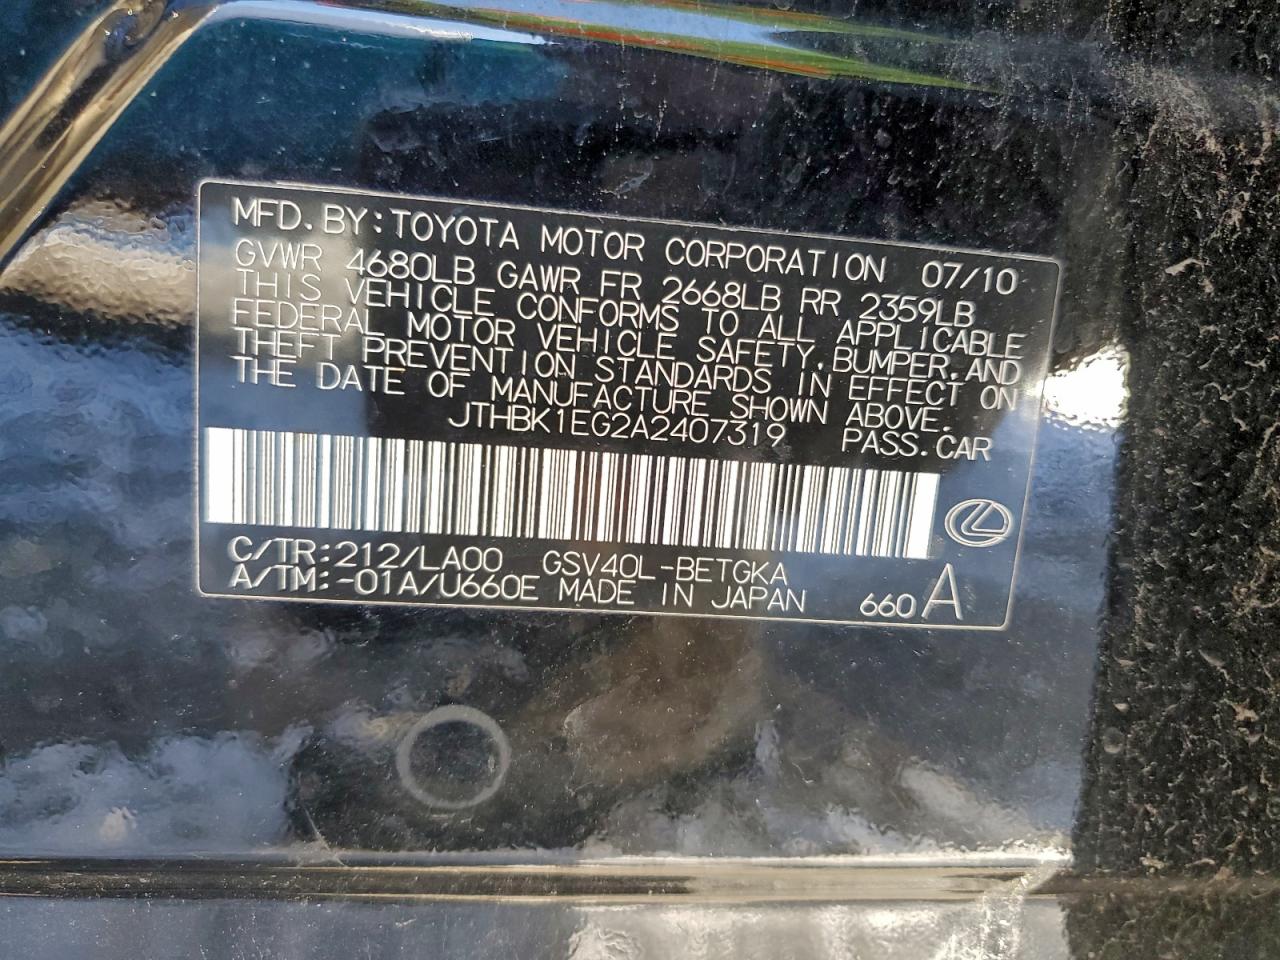 MFD. BY: TOYOTA MOTOR CORPORATION 07/10
GVWR 4680LB GAWR FR 2668LB RR 2359LB
THIS VEHICLE CONFORMS TO ALL APPLICABLE
FEDERAL MOTOR VEHICLE SAFETY, BUMPER, AND
THEFT PREVENTION STANDARDS IN EFFECT ON
THE DATE OF MANUFACTURE SHOWN ABOVE.
JTHBK1EG2A2407319 PASS. CAR
C/TR: 212/LA00 GSV40L-BETGKA
A/TM: -01A/U660E MADE IN JAPAN 660 A